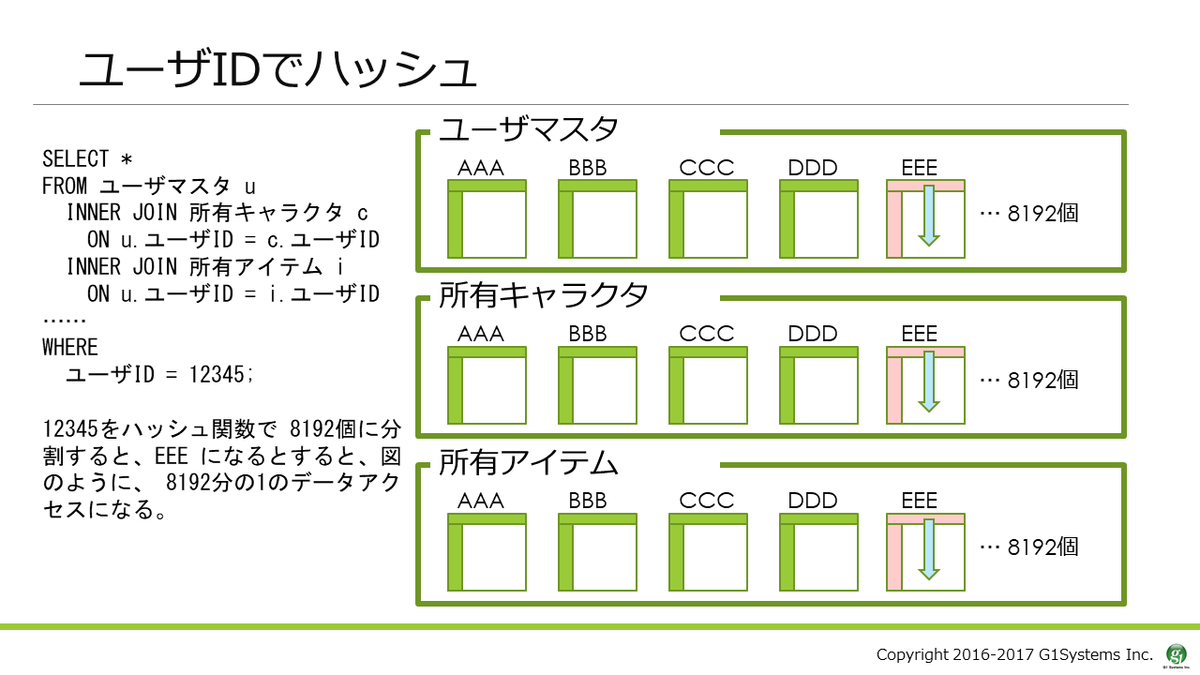 ユーザIDでハッシュ
SELECT *
FROM ユーザマスタ u
INNER JOIN 所有キャラクタ c
ON u.ユーザID = c.ユーザID
INNER JOIN 所有アイテム i
ON u.ユーザID = i.ユーザID
……
WHERE
ユーザID = 12345;
12345をハッシュ関数で 8192個に分
割すると、EEE になるとすると、図
のように、 8192分の1のデータアク
セスになる。
ユーザマスタ
AAA BBB CCC DDD EEE
… 8192個
所有キャラクタ
AAA BBB CCC DDD EEE
… 8192個
所有アイテム
AAA BBB CCC DDD EEE
… 8192個
Copyright 2016-2017 G1Systems Inc.
g1
G1 Systems Inc